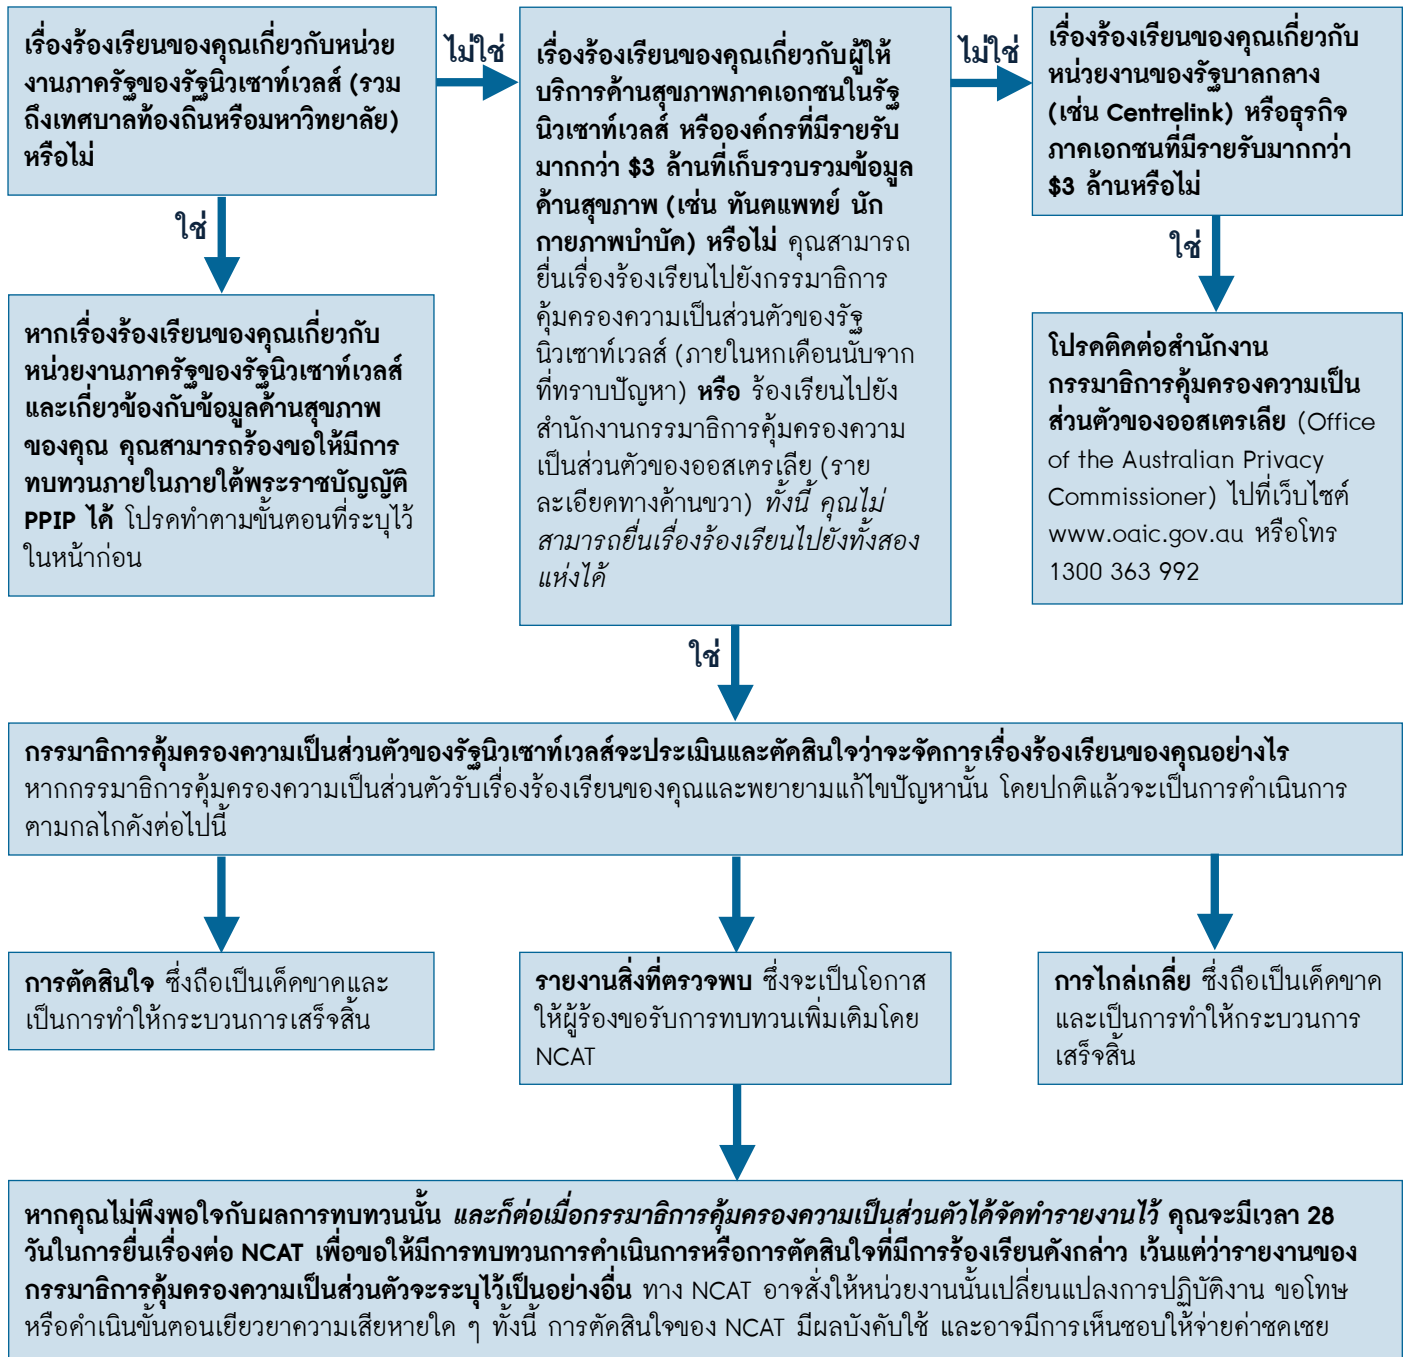 เรื่องร้องเรียนของคุณเกี่ยวกับหน่วย
งานภาครัฐของรัฐนิวเซาท์เวลส์ (รวม
ถึงเทศบาลท้องถิ่นหรือมหาวิทยาลัย)
หรือไม่
ไม่ใช่
เรื่องร้องเรียนของคุณเกี่ยวกับผู้ให้
บริการด้านสุขภาพภาคเอกชนในรัฐ
นิวเซาท์เวลส์ หรือองค์กรที่มีรายรับ
มากกว่า $3 ล้านที่เก็บรวบรวมข้อมูล
ด้านสุขภาพ (เช่น ทันตแพทย์ นัก
กายภาพบำบัด) หรือไม่ คุณสามารถ
ยื่นเรื่องร้องเรียนไปยังกรรมาธิการ
คุ้มครองความเป็นส่วนตัวของรัฐ
นิวเซาท์เวลส์ (ภายในหกเดือนนับจาก
ที่ทราบปัญหา) หรือ ร้องเรียนไปยัง
สำนักงานกรรมาธิการคุ้มครองความ
เป็นส่วนตัวของออสเตรเลีย (ราย
ละเอียดทางด้านขวา) ทั้งนี้ คุณไม่
สามารถยื่นเรื่องร้องเรียนไปยังทั้งสอง
แห่งได้
ไม่ใช่
เรื่องร้องเรียนของคุณเกี่ยวกับ
หน่วยงานของรัฐบาลกลาง
(เช่น Centrelink) หรือธุรกิจ
ภาคเอกชนที่มีรายรับมากกว่า
$3 ล้านหรือไม่
ใช่
หากเรื่องร้องเรียนของคุณเกี่ยวกับ
หน่วยงานภาครัฐของรัฐนิวเซาท์เวลส์
และเกี่ยวข้องกับข้อมูลด้านสุขภาพ
ของคุณ คุณสามารถร้องขอให้มีการ
ทบทวนภายในภายใต้พระราชบัญญัติ
PPIP ได้ โปรดทำตามขั้นตอนที่ระบุไว้
ในหน้าก่อน
ใช่
โปรดติดต่อสำนักงาน
กรรมาธิการคุ้มครองความเป็น
ส่วนตัวของออสเตรเลีย (Office
of the Australian Privacy
Commissioner) ไปที่เว็บไซต์
www.oaic.gov.au หรือโทร
1300 363 992
ใช่
กรรมาธิการคุ้มครองความเป็นส่วนตัวของรัฐนิวเซาท์เวลส์จะประเมินและตัดสินใจว่าจะจัดการเรื่องร้องเรียนของคุณอย่างไร
หากกรรมาธิการคุ้มครองความเป็นส่วนตัวรับเรื่องร้องเรียนของคุณและพยายามแก้ไขปัญหานั้น โดยปกติแล้วจะเป็นการดำเนินการ
ตามกลไกดังต่อไปนี้
การตัดสินใจ ซึ่งถือเป็นเด็ดขาดและ
เป็นการทำให้กระบวนการเสร็จสิ้น
รายงานสิ่งที่ตรวจพบ ซึ่งจะเป็นโอกาส
ให้ผู้ร้องขอรับการทบทวนเพิ่มเติมโดย
NCAT
การไกล่เกลี่ย ซึ่งถือเป็นเด็ดขาด
และเป็นการทำให้กระบวนการ
เสร็จสิ้น
หากคุณไม่พึงพอใจกับผลการทบทวนนั้น และก็ต่อเมื่อกรรมาธิการคุ้มครองความเป็นส่วนตัวได้จัดทำรายงานไว้ คุณจะมีเวลา 28
วันในการยื่นเรื่องต่อ NCAT เพื่อขอให้มีการทบทวนการดำเนินการหรือการตัดสินใจที่มีการร้องเรียนดังกล่าว เว้นแต่ว่ารายงานของ
กรรมาธิการคุ้มครองความเป็นส่วนตัวจะระบุไว้เป็นอย่างอื่น ทาง NCAT อาจสั่งให้หน่วยงานนั้นเปลี่ยนแปลงการปฏิบัติงาน ขอโทษ
หรือดำเนินขั้นตอนเยียวยาความเสียหายใด ๆ ทั้งนี้ การตัดสินใจของ NCAT มีผลบังคับใช้ และอาจมีการเห็นชอบให้จ่ายค่าชดเชย